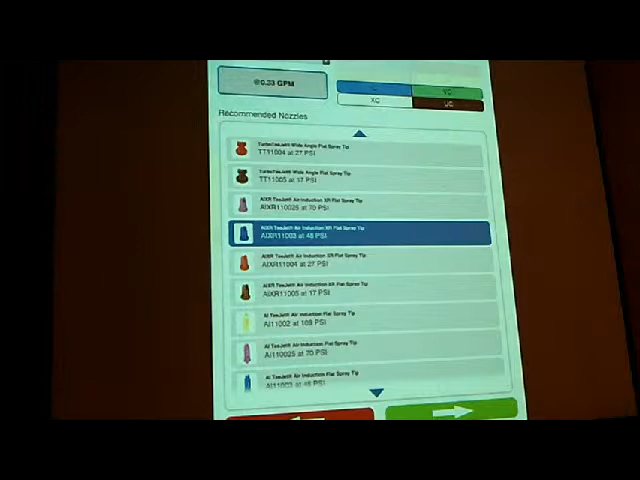 @0.33 GPM
VC
XC
UC
Recommended Nozzles
TurboTeeJet® Wide Angle Flat Spray Tip
TT11004 at 27 PSI
TurboTeeJet® Wide Angle Flat Spray Tip
TT11005 at 17 PSI
AIXR TeeJet® Air Induction XR Flat Spray Tip
AIXR110025 at 70 PSI
AIXR TeeJet® Air Induction XR Flat Spray Tip
AIXR11003 at 48 PSI
AIXR TeeJet® Air Induction XR Flat Spray Tip
AIXR11004 at 27 PSI
AIXR TeeJet® Air Induction XR Flat Spray Tip
AIXR11005 at 17 PSI
AI TeeJet® Air Induction Flat Spray Tip
AI11002 at 109 PSI
AI TeeJet® Air Induction Flat Spray Tip
AI110025 at 70 PSI
AI TeeJet® Air Induction Flat Spray Tip
AI11003 at 48 PSI